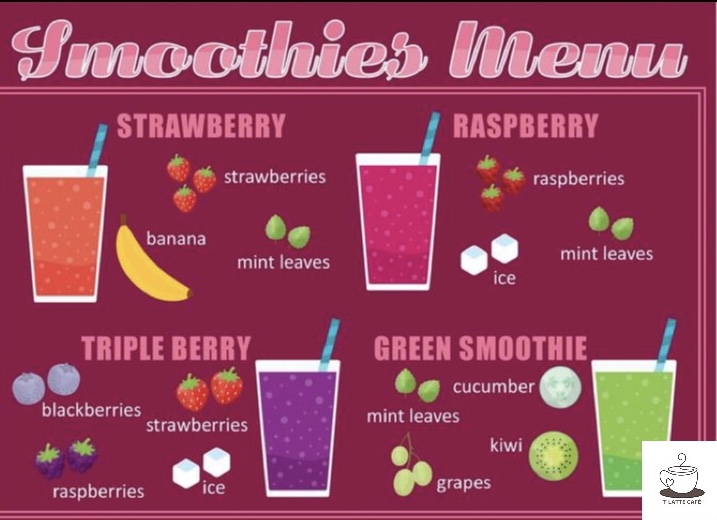 Smoothies Menu
STRAWBERRY
strawberries
banana
mint leaves
RASPBERRY
raspberries
mint leaves
ice
TRIPLE BERRY
blackberries
strawberries
raspberries
ice
GREEN SMOOTHIE
mint leaves
cucumber
kiwi
grapes
T LATTE CAFÉ